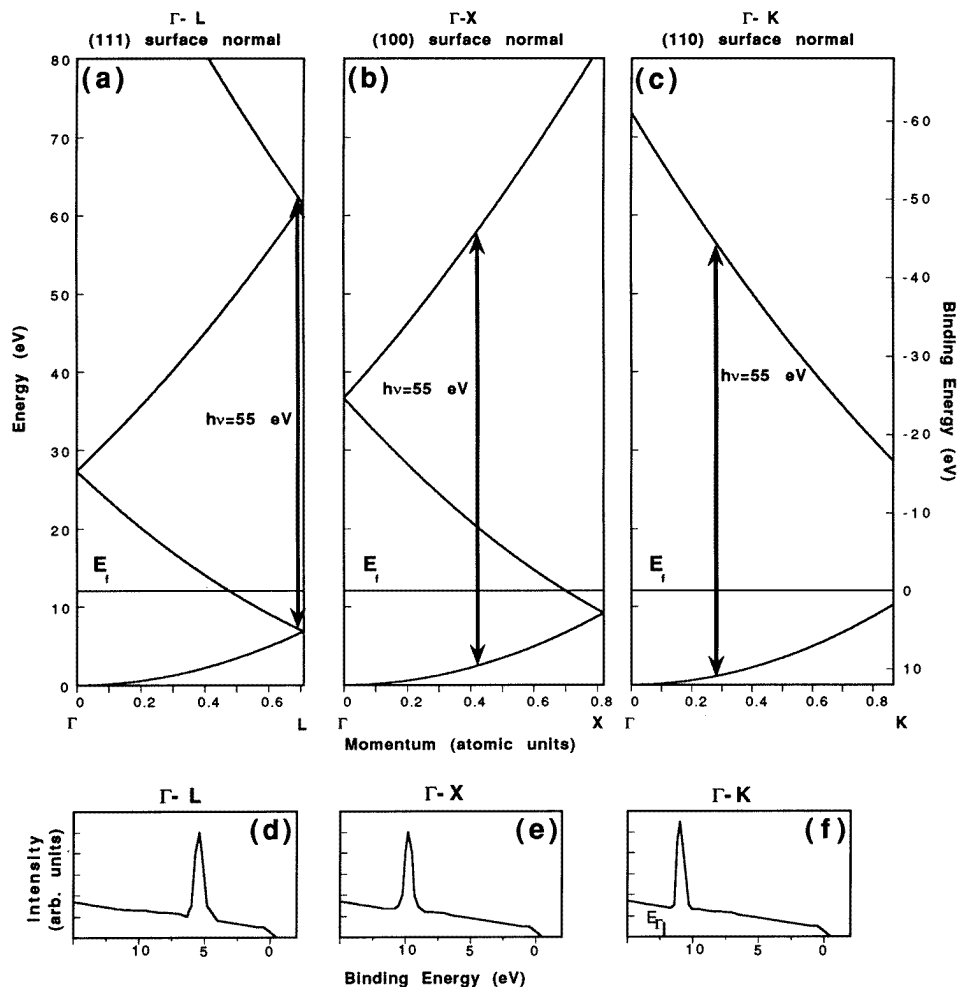 Γ- L
(111) surface normal
Γ-X
(100) surface normal
Γ- K
(110) surface normal
(a)
(b)
(c)
80
70
60
50
40
30
20
10
0
Energy (eV)
hν=55 eV
hν=55 eV
hν=55 eV
E_f
E_f
-60
-50
-40
-30
-20
-10
0
10
Binding Energy (eV)
0 0.2 0.4 0.6
Γ L
0 0.2 0.4 0.6 0.8
Γ X
0 0.2 0.4 0.6 0.8
Γ K
Momentum (atomic units)
Γ- L
Γ-X
Γ-K
(d)
(e)
(f)
Intensity
(arb. units)
E_Γ
10 5 0
10 5 0
10 5 0
Binding Energy (eV)